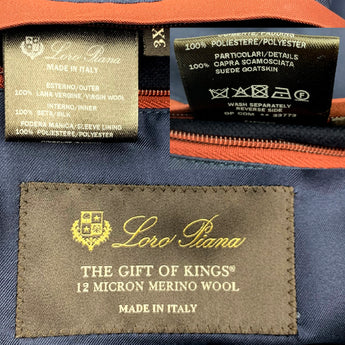 Loro Piana
MADE IN ITALY
ESTERNO/OUTER
100% LANA VERGINE/VIRGIN WOOL
INTERNO/INNER
100% SETA/SILK
FODERA MANICA/SLEEVE LINING
100% POLIESTERE/POLYESTER
3X
100% POLIESTERE/POLYESTER
PARTICOLARI/DETAILS
100% CAPRA SCAMOSCIATA
SUEDE GOATSKIN
WASH SEPARATELY
REVERSE SIDE
Loro Piana
THE GIFT OF KINGS®
12 MICRON MERINO WOOL
MADE IN ITALY